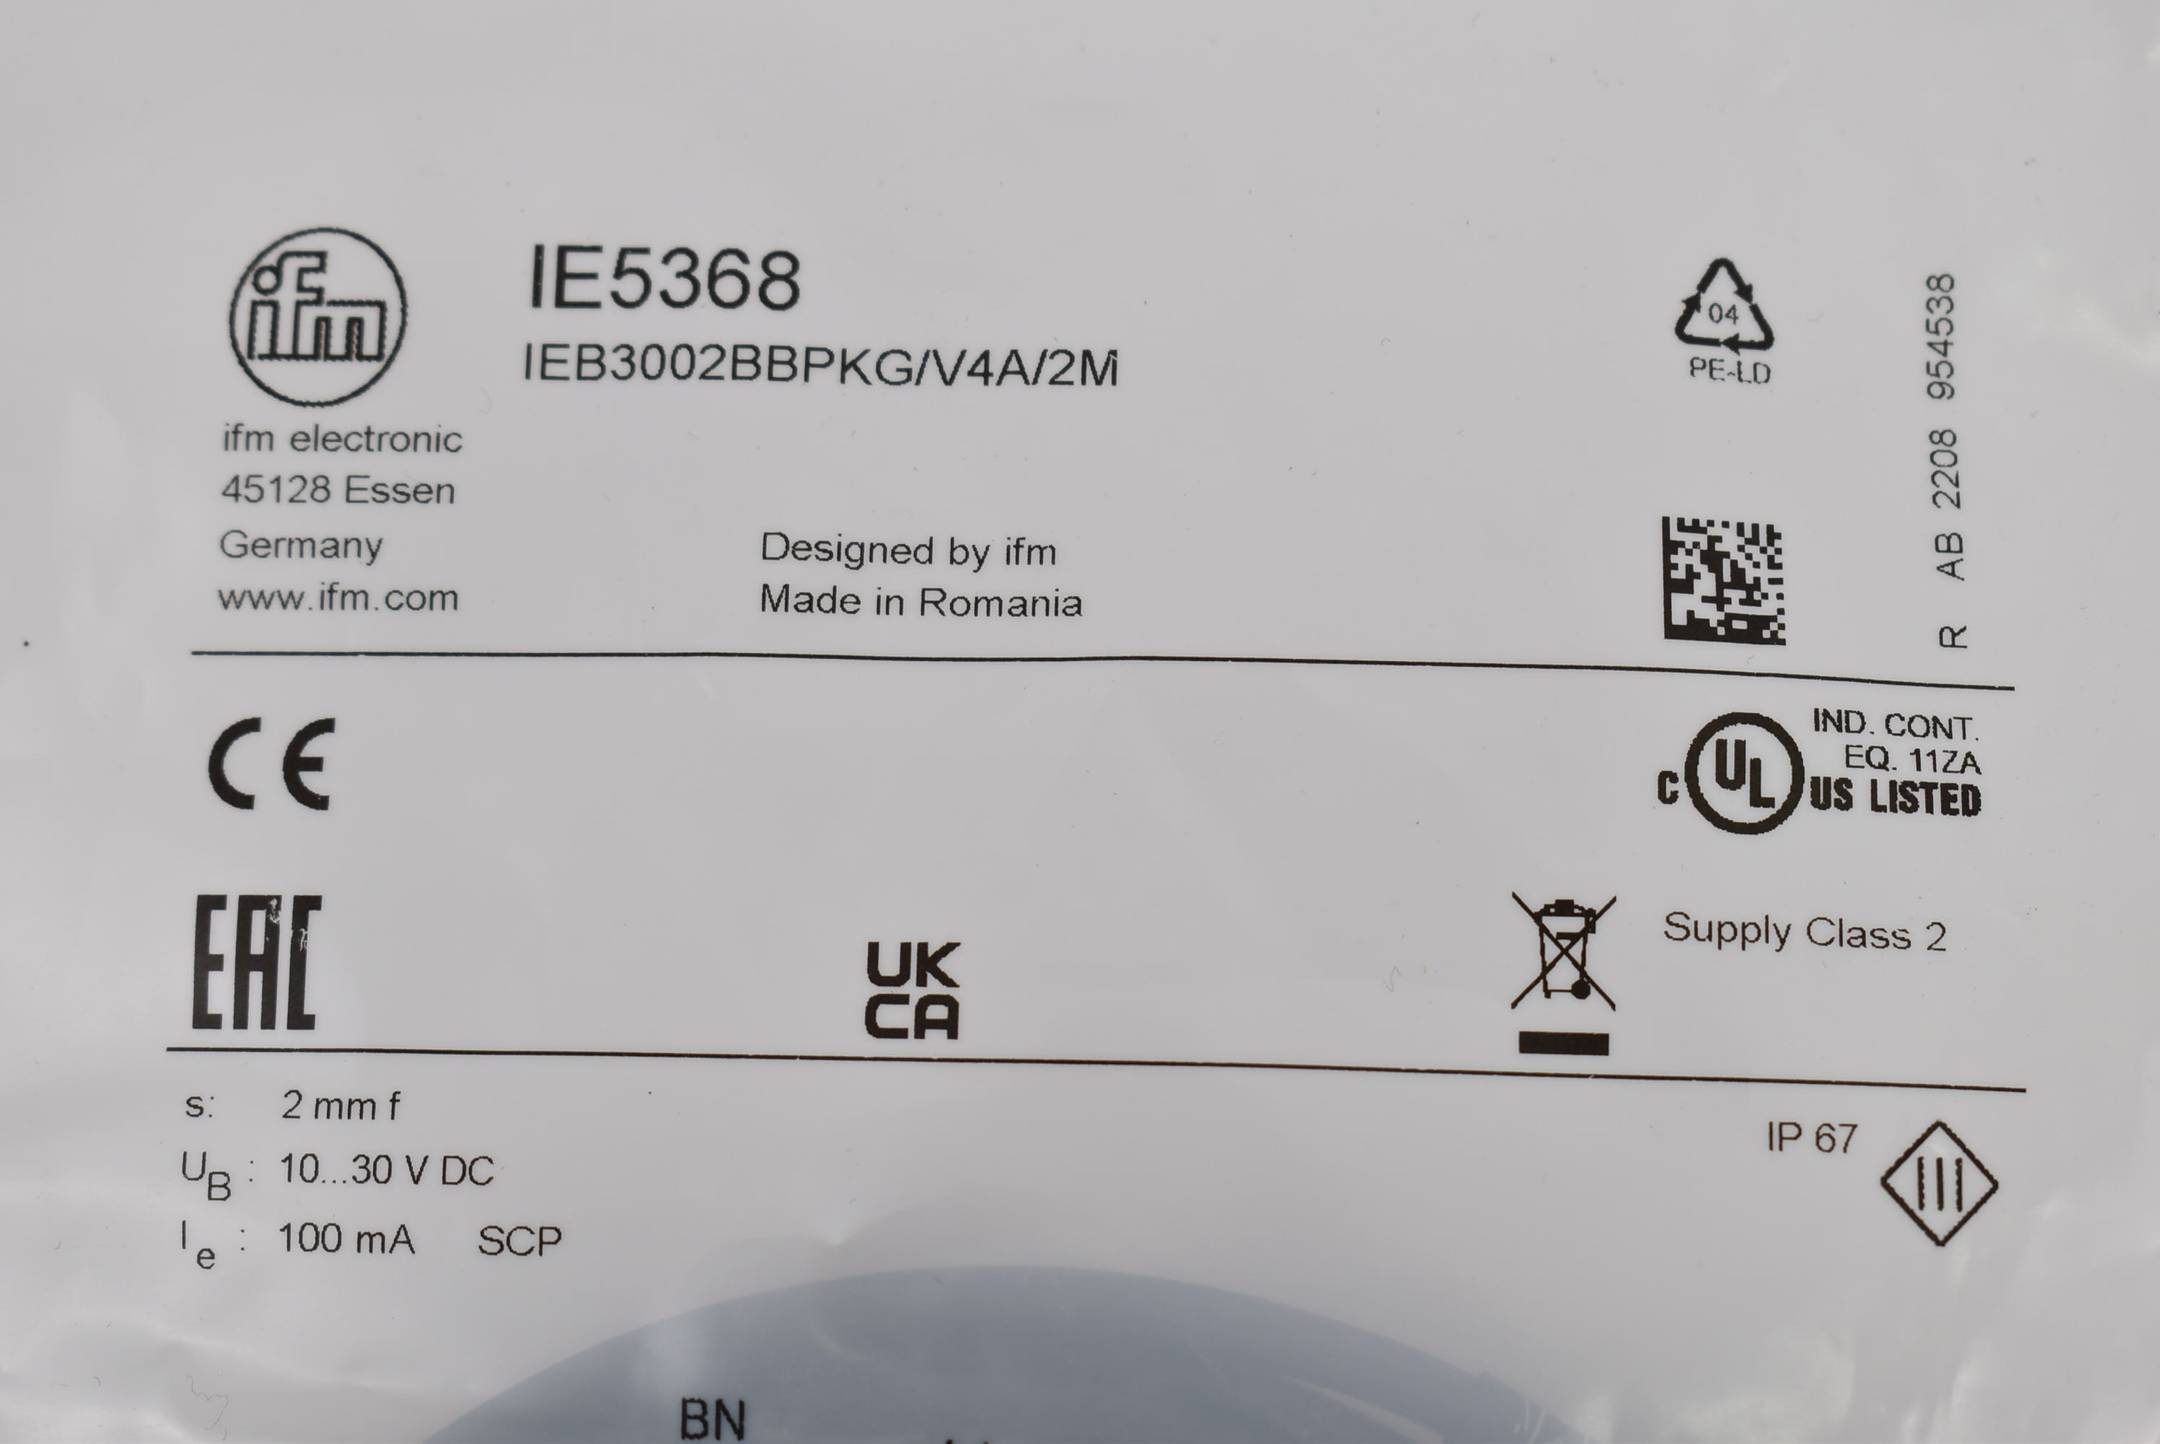 ifm
IE5368
IEB3002BBPKG/V4A/2M
ifm electronic
45128 Essen
Germany
www.ifm.com
Designed by ifm
Made in Romania
04
PE-LD
R AB 2208 954538
CE
C UL US LISTED
IND. CONT.
EQ. 11ZA
EAC
UK
CA
Supply Class 2
s: 2 mm f
UB : 10...30 V DC
Ie : 100 mA SCP
IP 67
III
BN